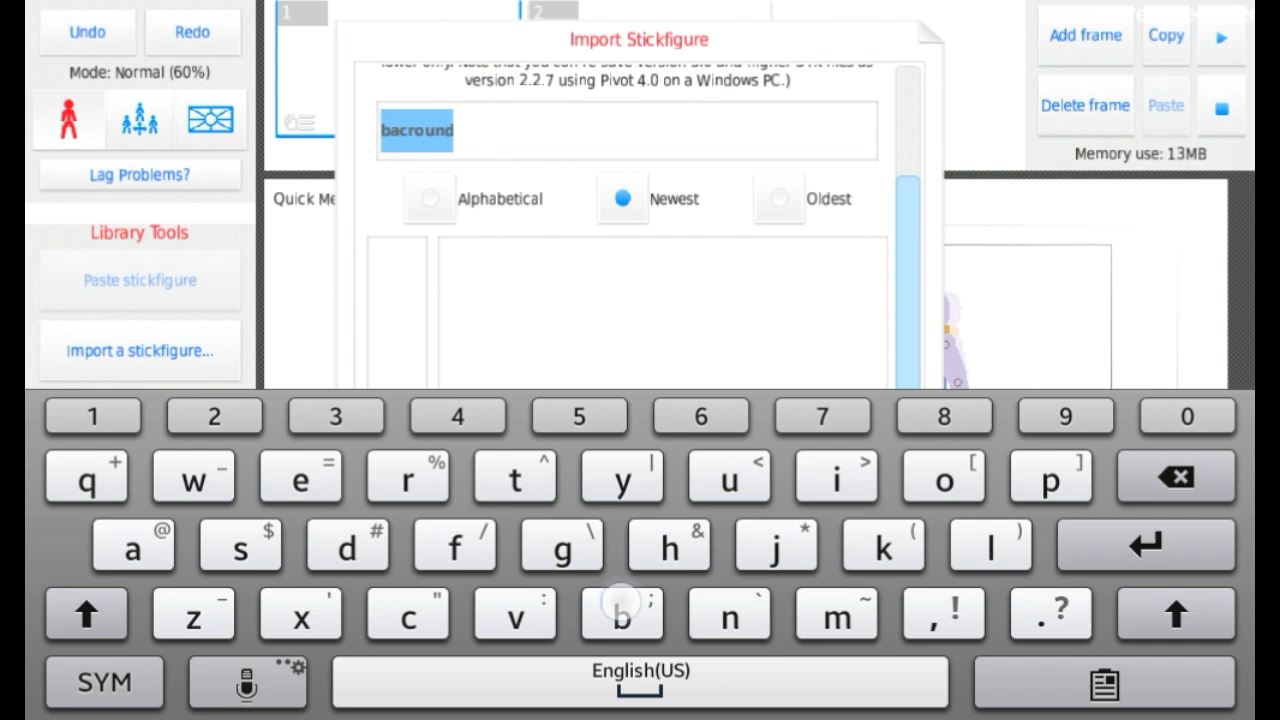 Undo
Redo
Mode: Normal (60%)
Lag Problems?
Library Tools
Paste stickfigure
Import a stickfigure...
1
2
Import Stickfigure
version 2.2.7 using Pivot 4.0 on a Windows PC.)
bacround
Alphabetical
Newest
Oldest
Quick Me
Add frame
Copy
Delete frame
Paste
Memory use: 13MB
1 2 3 4 5 6 7 8 9 0
q + w _ e = r % t ^ y | u < i > o [ p ]
a @ s $ d # f / g \ h & j * k ( l )
z - x ' c " v : b ; n ` m ~ , ! . ?
SYM
English(US)